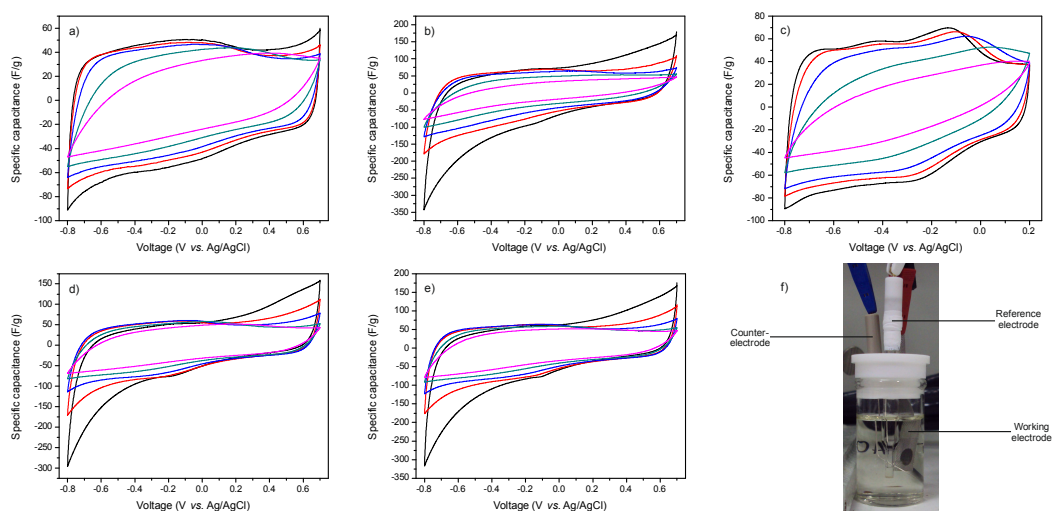 a)
60
40
20
0
-20
-40
-60
-80
-100
Specific capacitance (F/g)
-0.8 -0.6 -0.4 -0.2 0.0 0.2 0.4 0.6
Voltage (V vs. Ag/AgCl)
b)
200
150
100
50
0
-50
-100
-150
-200
-250
-300
-350
Specific capacitance (F/g)
-0.8 -0.6 -0.4 -0.2 0.0 0.2 0.4 0.6
Voltage (V vs. Ag/AgCl)
c)
80
60
40
20
0
-20
-40
-60
-80
-100
Specific capacitance (F/g)
-0.8 -0.6 -0.4 -0.2 0.0 0.2
Voltage (V vs. Ag/AgCl)
d)
150
100
50
0
-50
-100
-150
-200
-250
-300
Specific capacitance (F/g)
-0.8 -0.6 -0.4 -0.2 0.0 0.2 0.4 0.6
Voltage (V vs. Ag/AgCl)
e)
200
150
100
50
0
-50
-100
-150
-200
-250
-300
-350
Specific capacitance (F/g)
-0.8 -0.6 -0.4 -0.2 0.0 0.2 0.4 0.6
Voltage (V vs. Ag/AgCl)
f)
Counter-
electrode
Reference
electrode
Working
electrode